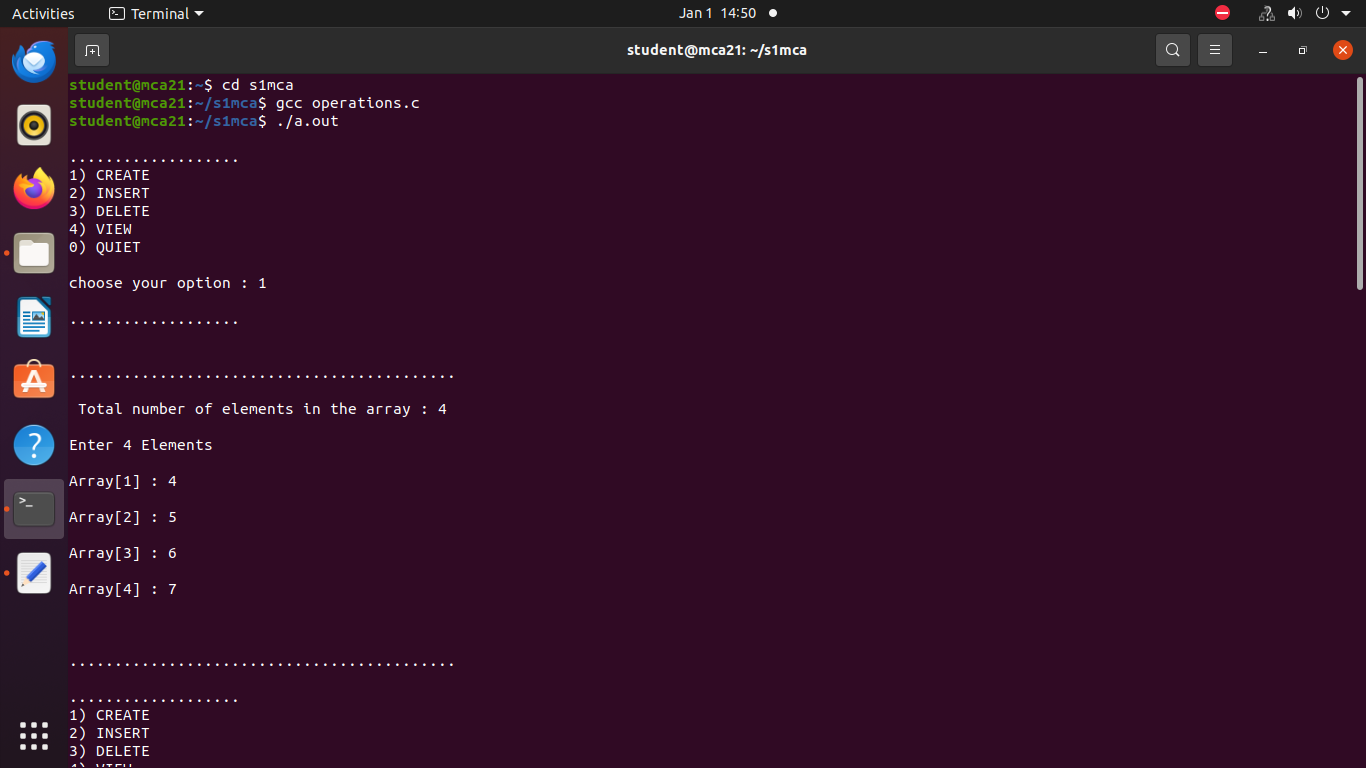 Activities Terminal Jan 1 14:50
student@mca21: ~/s1mca
student@mca21:~$ cd s1mca
student@mca21:~/s1mca$ gcc operations.c
student@mca21:~/s1mca$ ./a.out
...................
1) CREATE
2) INSERT
3) DELETE
4) VIEW
0) QUIET
choose your option : 1
...................
...........................................
Total number of elements in the array : 4
Enter 4 Elements
Array[1] : 4
Array[2] : 5
Array[3] : 6
Array[4] : 7
...........................................
...................
1) CREATE
2) INSERT
3) DELETE
4) VIEW